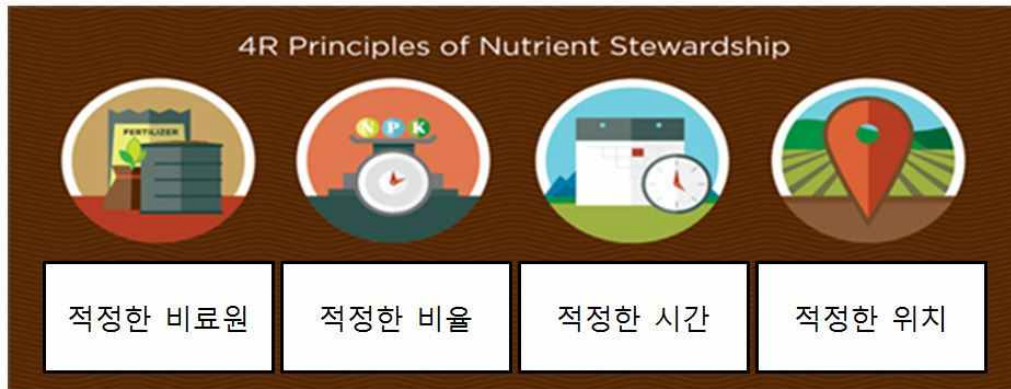 4R Principles of Nutrient Stewardship
FERTILIZER
N P K
적정한 비료원
적정한 비율
적정한 시간
적정한 위치